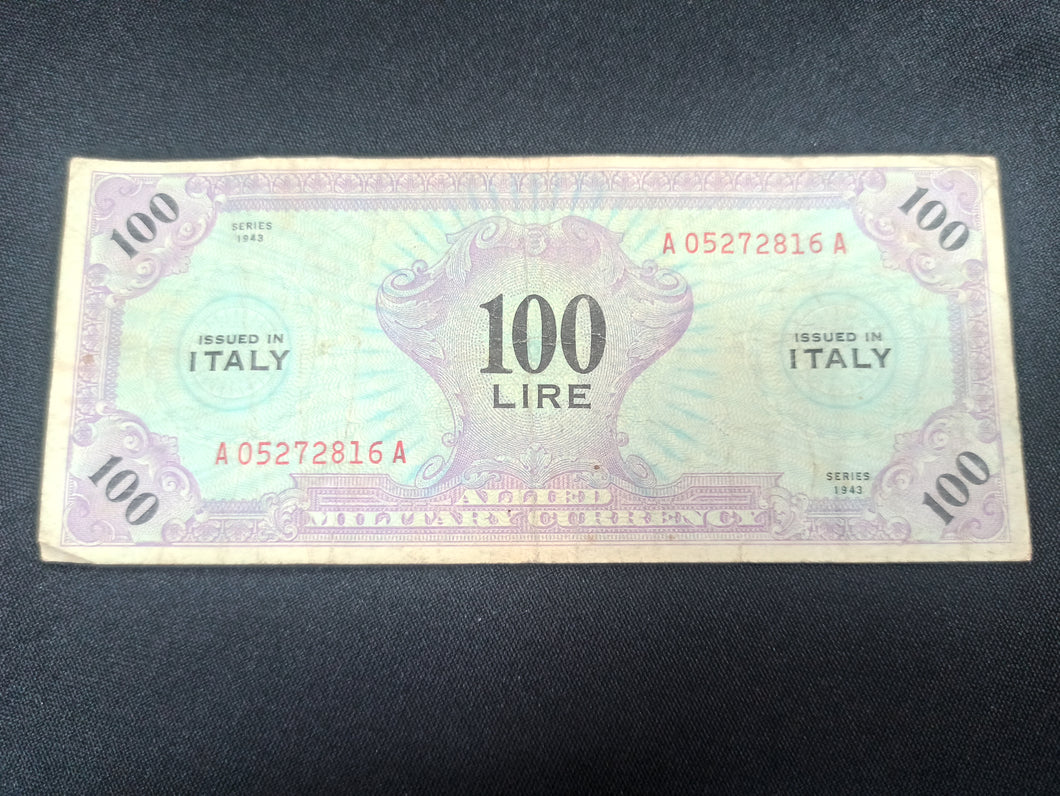 100
SERIES
1943
A 05272816 A
100
ISSUED IN
ITALY
100
LIRE
ISSUED IN
ITALY
A 05272816 A
SERIES
1943
100
ALLIED
MILITARY CURRENCY
100